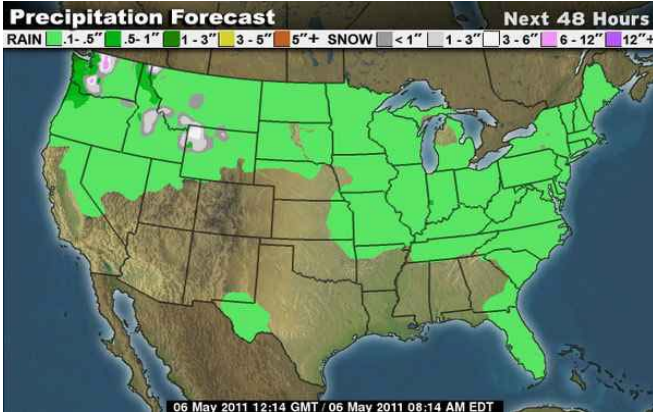 Precipitation Forecast Next 48 Hours
RAIN .1-.5" .5-1" 1-3" 3-5" 5"+ SNOW <1" 1-3" 3-6" 6-12" 12"+
06 May 2011 12:14 GMT / 06 May 2011 08:14 AM EDT